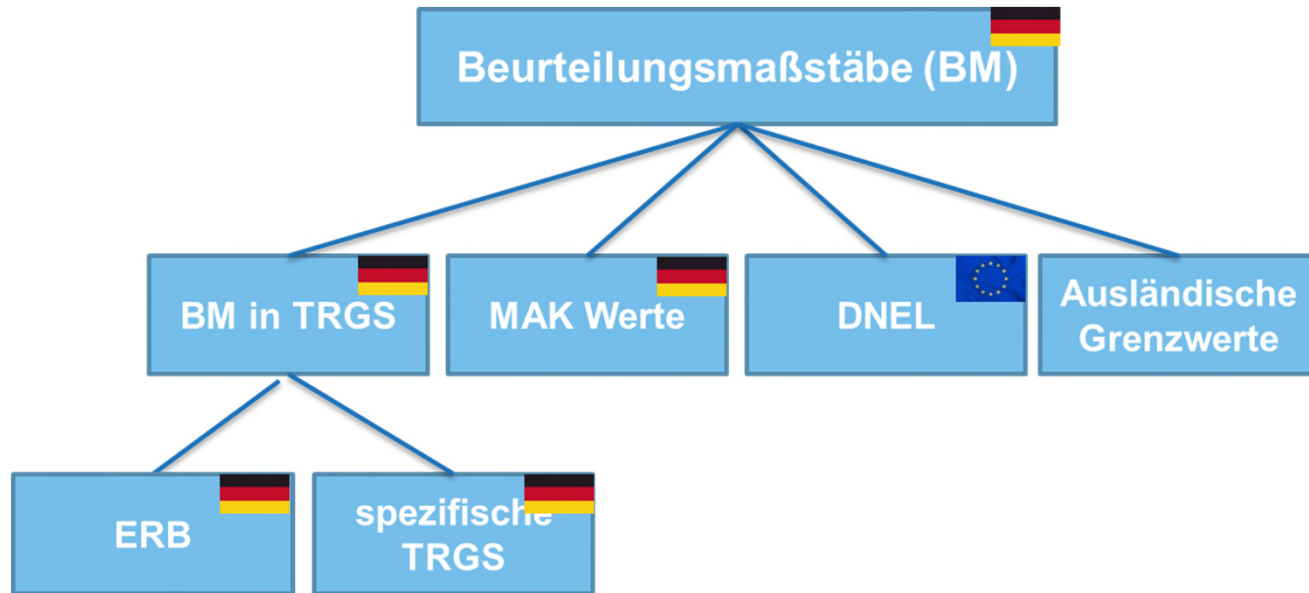 Beurteilungsmaßstäbe (BM)
BM in TRGS
MAK Werte
DNEL
Ausländische
Grenzwerte
ERB
spezifische
TRGS